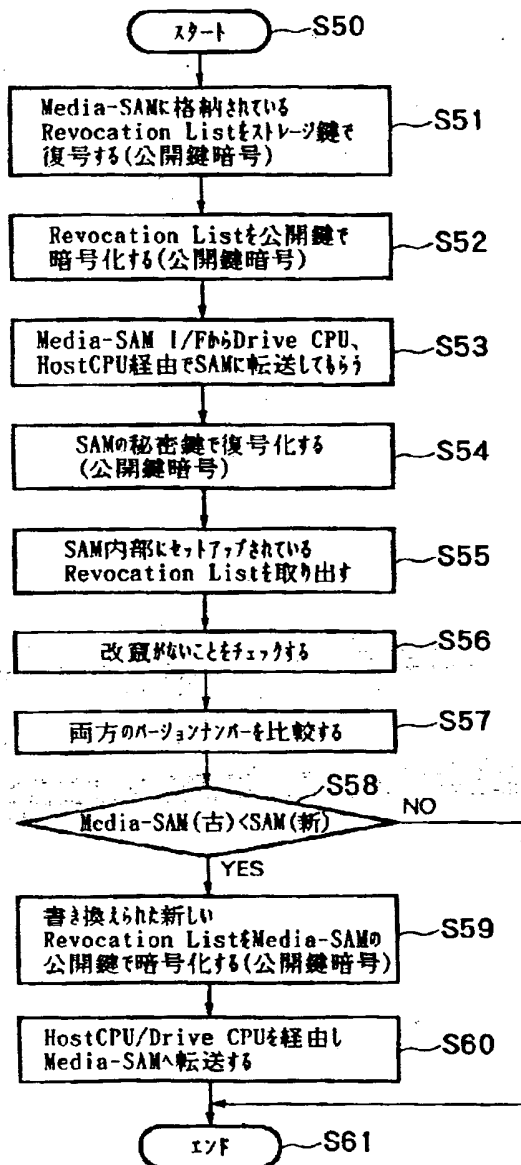 スタート
S50
Media-SAMに格納されている
Revocation Listをストレージ鍵で
復号する(公開鍵暗号)
S51
Revocation Listを公開鍵で
暗号化する(公開鍵暗号)
S52
Media-SAM I/FからDrive CPU、
HostCPU経由でSAMに転送してもらう
S53
SAMの秘密鍵で復号化する
(公開鍵暗号)
S54
SAM内部にセットアップされている
Revocation Listを取り出す
S55
改竄がないことをチェックする
S56
両方のバージョンナンバーを比較する
S57
S58
Media-SAM(古)<SAM(新)
NO
YES
書き換えられた新しい
Revocation ListをMedia-SAMの
公開鍵で暗号化する(公開鍵暗号)
S59
HostCPU/Drive CPUを経由し
Media-SAMへ転送する
S60
エンド
S61